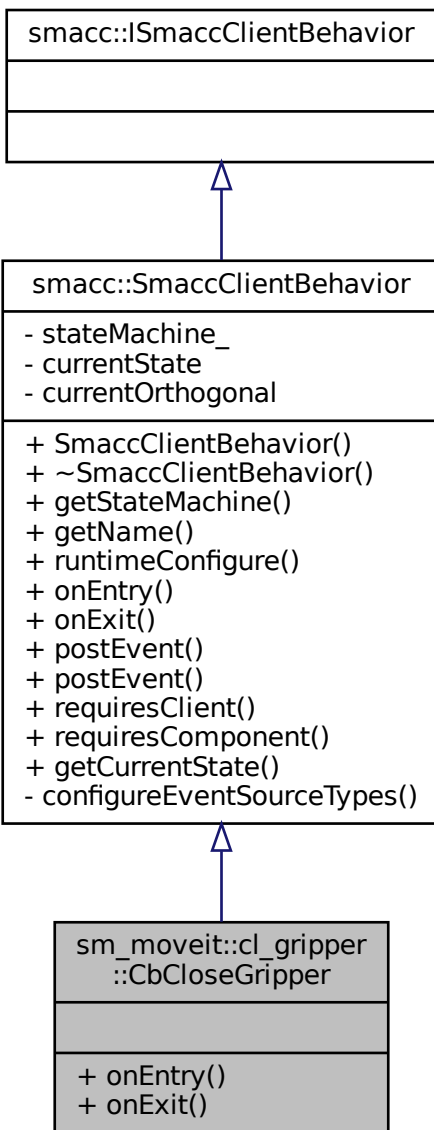 smacc::ISmaccClientBehavior
smacc::SmaccClientBehavior
- stateMachine_
- currentState
- currentOrthogonal
+ SmaccClientBehavior()
+ ~SmaccClientBehavior()
+ getStateMachine()
+ getName()
+ runtimeConfigure()
+ onEntry()
+ onExit()
+ postEvent()
+ postEvent()
+ requiresClient()
+ requiresComponent()
+ getCurrentState()
- configureEventSourceTypes()
sm_moveit::cl_gripper
::CbCloseGripper
+ onEntry()
+ onExit()